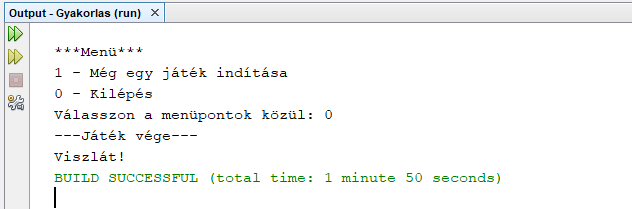 Output - Gyakorlas (run) ×
***Menü***
1 - Még egy játék indítása
0 - Kilépés
Válasszon a menüpontok közül: 0
---Játék vége---
Viszlát!
BUILD SUCCESSFUL (total time: 1 minute 50 seconds)